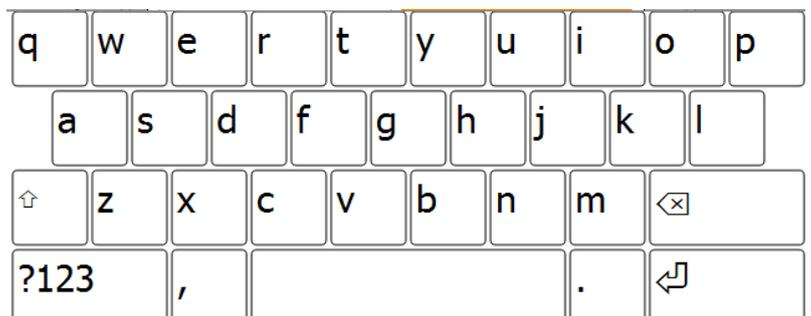 q w e r t y u i o p
a s d f g h j k l
⇧ z x c v b n m ⌫
?123 , . ⏎